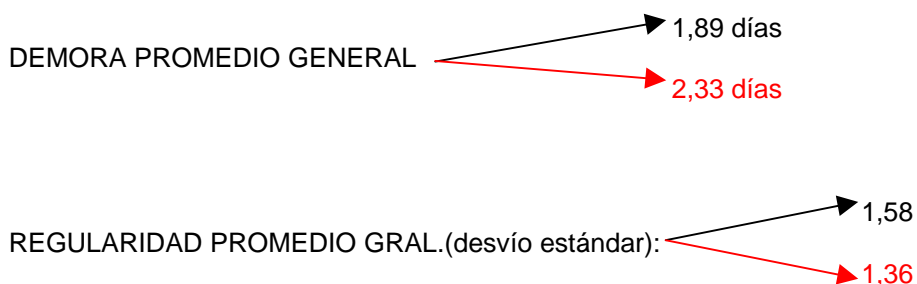 1,89 días
DEMORA PROMEDIO GENERAL
2,33 días
1,58
REGULARIDAD PROMEDIO GRAL.(desvío estándar):
1,36